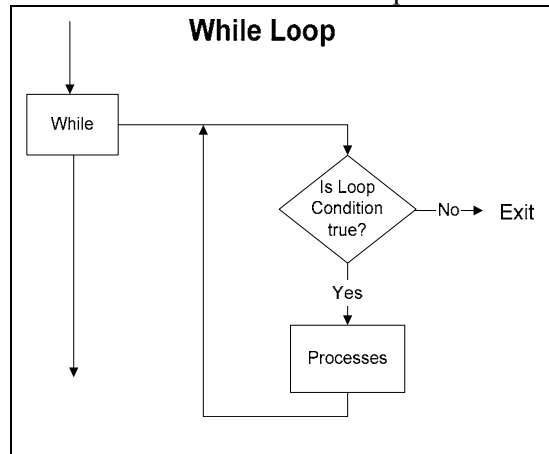 While Loop
While
Is Loop
Condition
true?
No
Exit
Yes
Processes